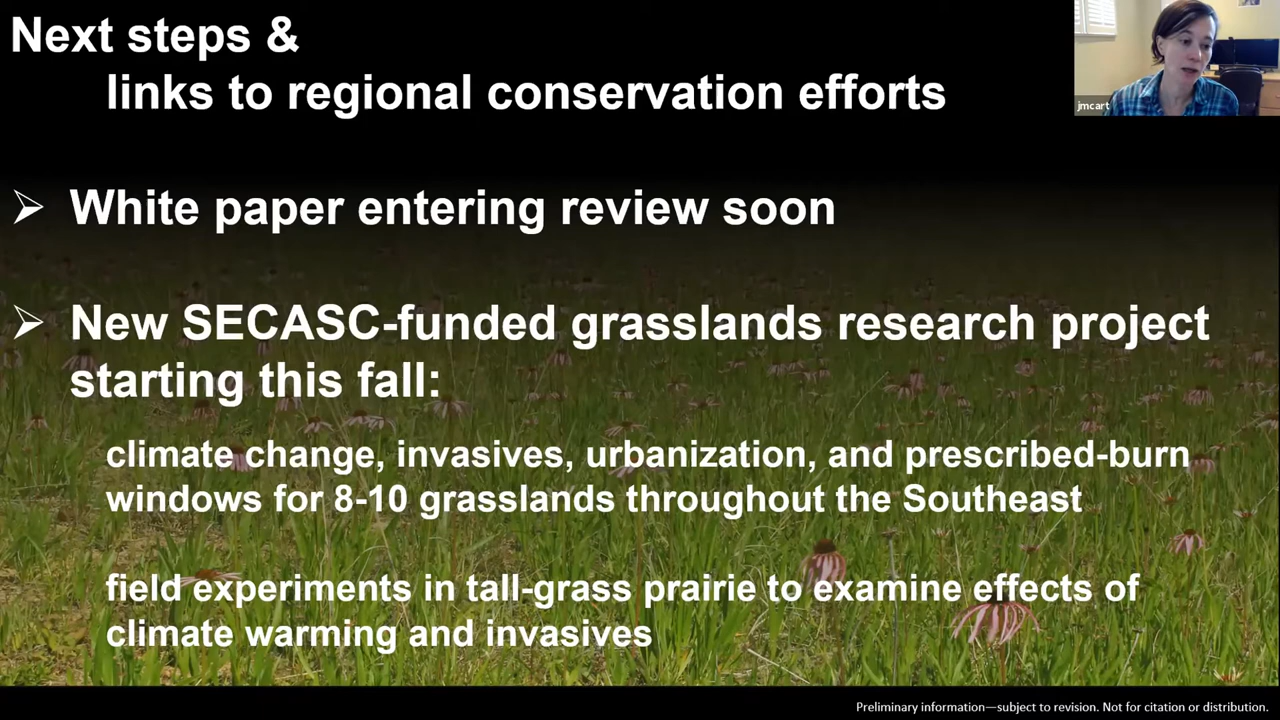 Next steps &
links to regional conservation efforts
jmcart
➢ White paper entering review soon
➢ New SECASC-funded grasslands research project
starting this fall:
climate change, invasives, urbanization, and prescribed-burn
windows for 8-10 grasslands throughout the Southeast
field experiments in tall-grass prairie to examine effects of
climate warming and invasives
Preliminary information—subject to revision. Not for citation or distribution.